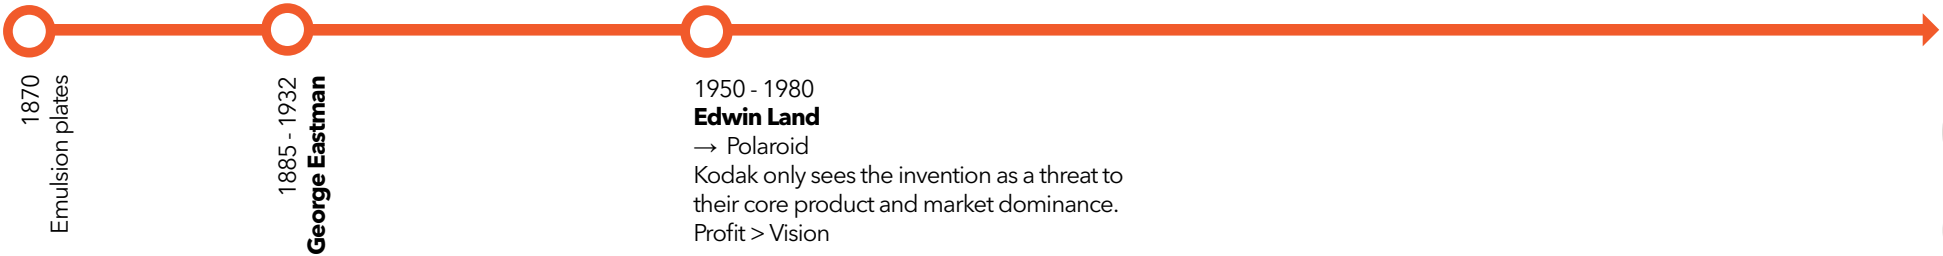 1870
Emulsion plates
1885 - 1932
George Eastman
1950 - 1980
Edwin Land
→ Polaroid
Kodak only sees the invention as a threat to
their core product and market dominance.
Profit > Vision